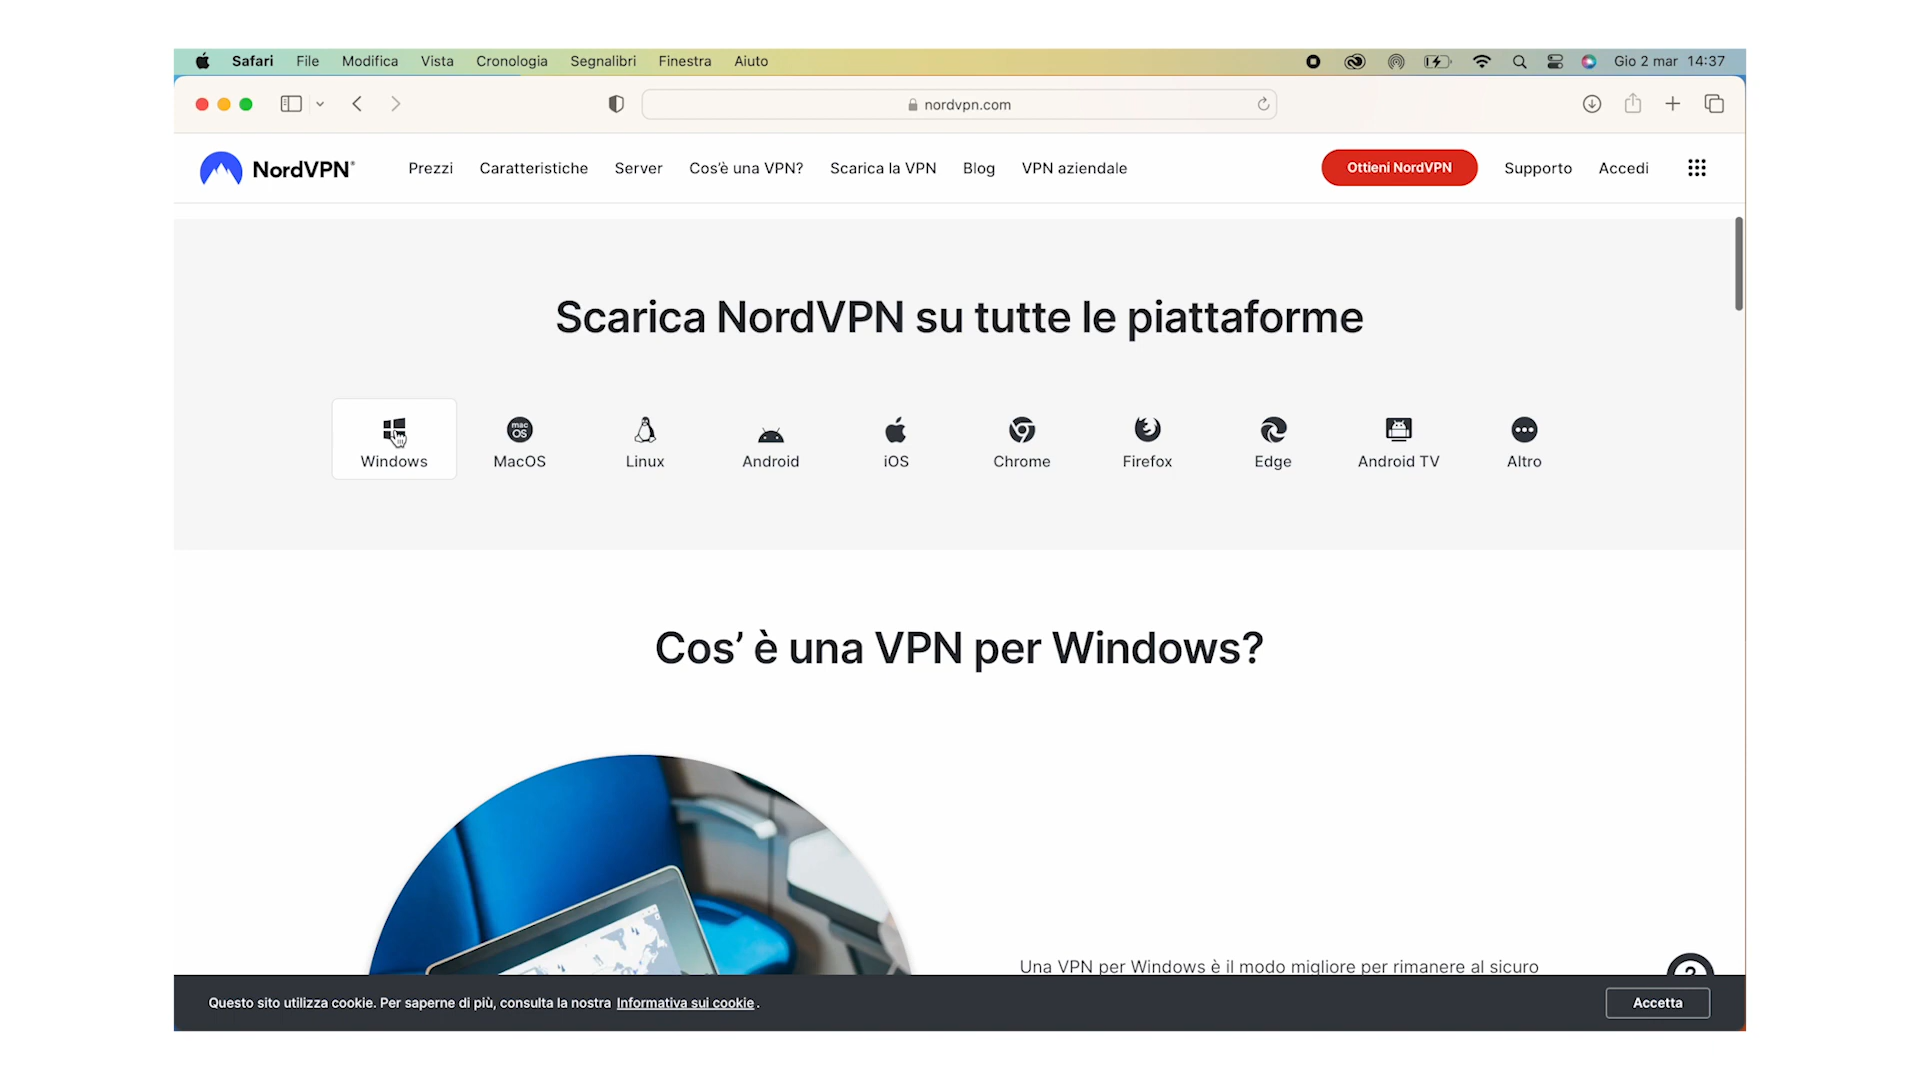 Safari File Modifica Vista Cronologia Segnalibri Finestra Aiuto Gio 2 mar 14:37
nordvpn.com
NordVPN® Prezzi Caratteristiche Server Cos'è una VPN? Scarica la VPN Blog VPN aziendale Ottieni NordVPN Supporto Accedi
Scarica NordVPN su tutte le piattaforme
mac OS
Windows MacOS Linux Android iOS Chrome Firefox Edge Android TV Altro
Cos' è una VPN per Windows?
Una VPN per Windows è il modo migliore per rimanere al sicuro
?
Questo sito utilizza cookie. Per saperne di più, consulta la nostra Informativa sui cookie. Accetta